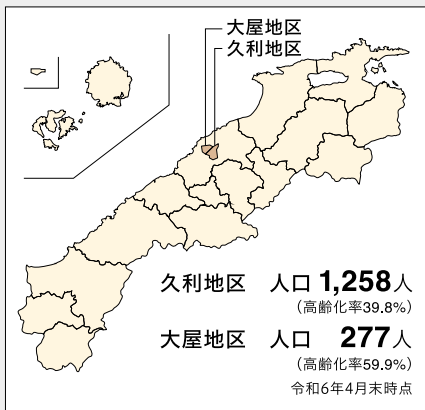 大屋地区
久利地区
久利地区 人口 1,258人
(高齢化率39.8%)
大屋地区 人口 277人
(高齢化率59.9%)
令和6年4月末時点